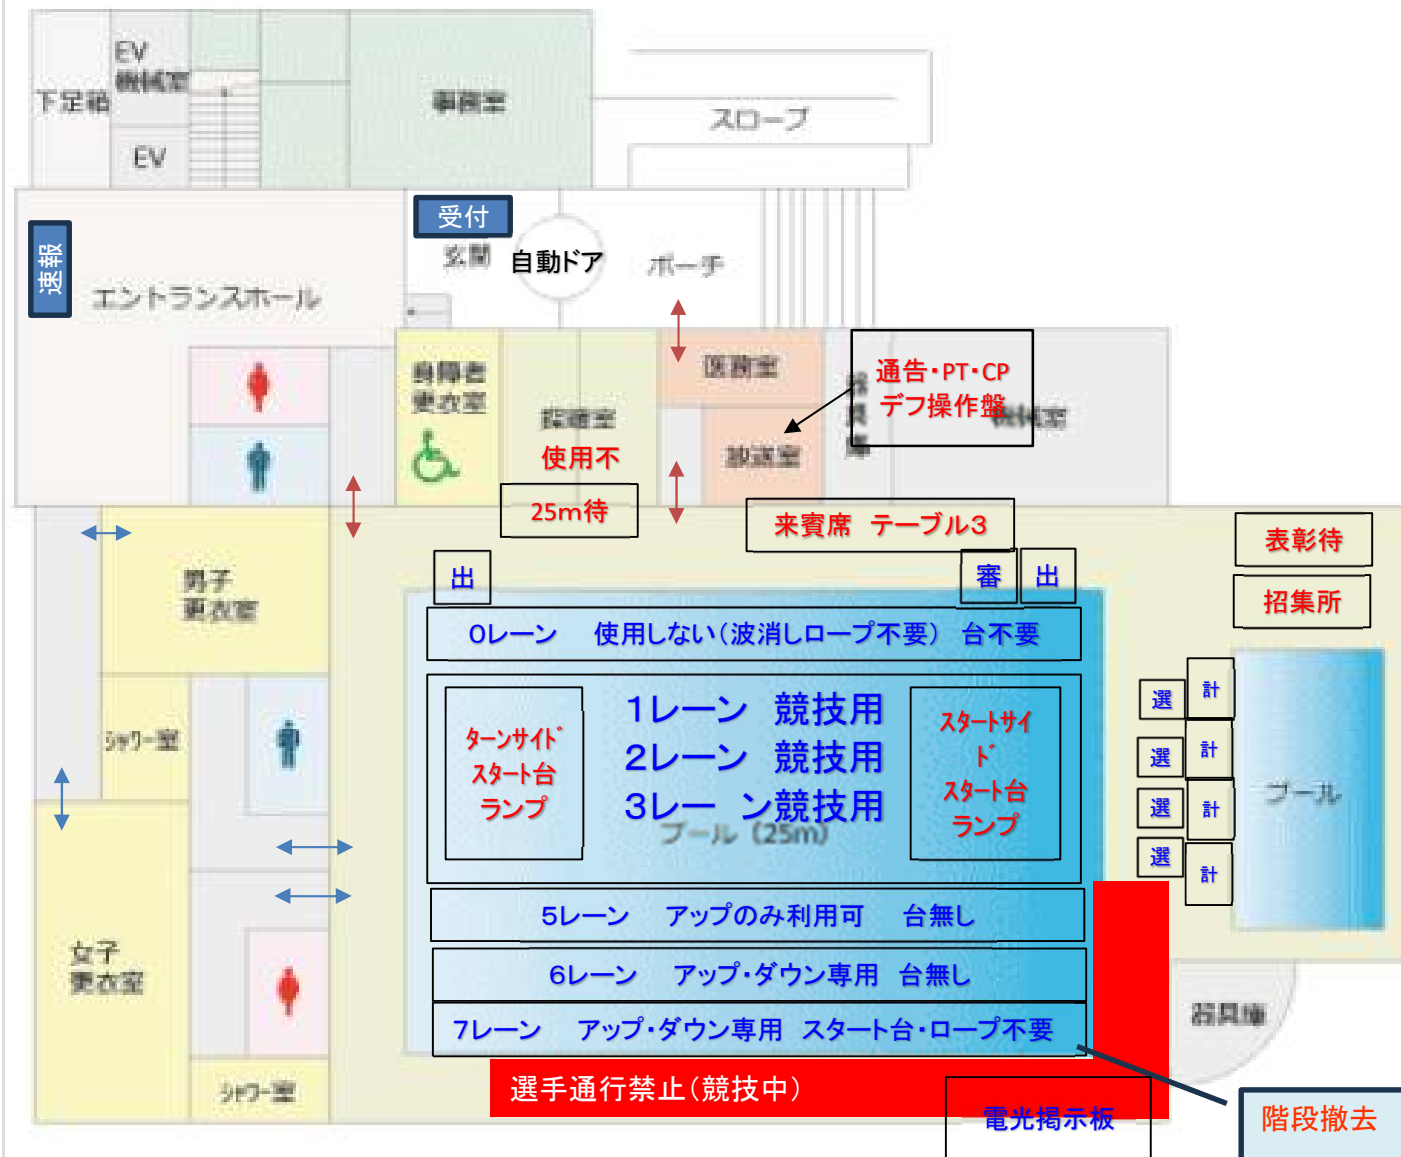 EV
機械室
下足箱
EV
事務室
スロープ
受付
速報
玄関
自動ドア
ポーチ
エントランスホール
身障者
更衣室
採暖室
使用不
25m待
医務室
放送室
器具庫
通告・PT・CP
デフ操作盤
機械室
来賓席 テーブル3
表彰待
招集所
男子
更衣室
出
審
出
0レーン 使用しない(波消しロープ不要) 台不要
ターンサイド
スタート台
ランプ
1レーン 競技用
2レーン 競技用
3レーン競技用
プール (25m)
スタートサイ
ド
スタート台
ランプ
選
計
選
計
選
計
選
計
プール
シャワー室
5レーン アップのみ利用可 台無し
6レーン アップ・ダウン専用 台無し
7レーン アップ・ダウン専用 スタート台・ロープ不要
女子
更衣室
器具庫
シャワー室
選手通行禁止(競技中)
電光掲示板
階段撤去